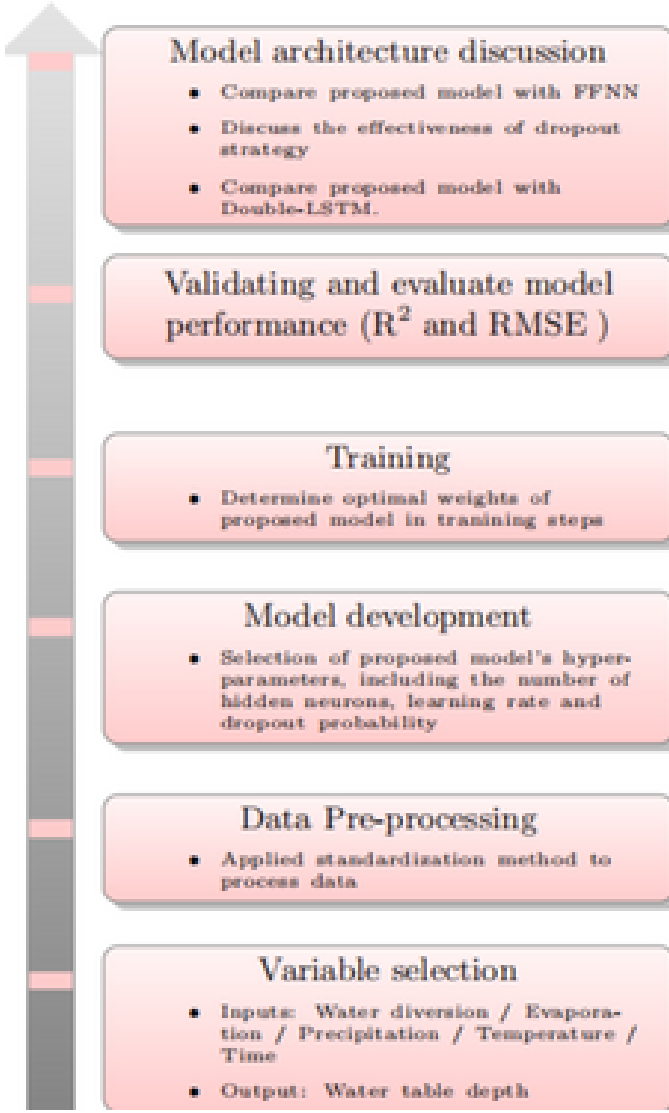 Model architecture discussion
• Compare proposed model with FFNN
• Discuss the effectiveness of dropout
strategy
• Compare proposed model with
Double-LSTM.
Validating and evaluate model
performance (R² and RMSE )
Training
• Determine optimal weights of
proposed model in tranining steps
Model development
• Selection of proposed model's hyper-
parameters, including the number of
hidden neurons, learning rate and
dropout probability
Data Pre-processing
• Applied standardization method to
process data
Variable selection
• Inputs: Water diversion / Evapora-
tion / Precipitation / Temperature /
Time
• Output: Water table depth